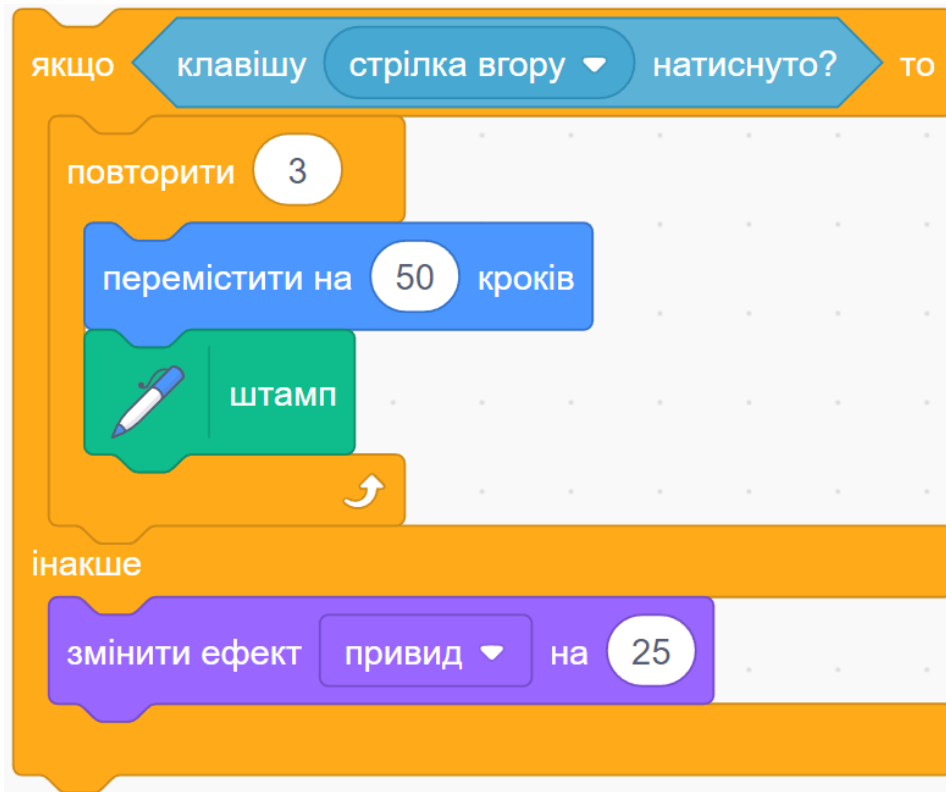 якщо клавішу стрілка вгору натиснуто? то
повторити 3
перемістити на 50 кроків
штамп
інакше
змінити ефект привид на 25